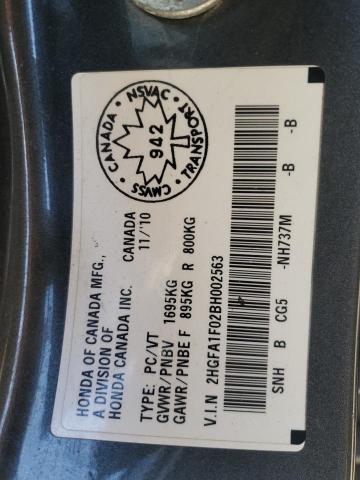 HONDA OF CANADA MFG.,
A DIVISION OF
HONDA CANADA INC. CANADA
TYPE: PC/VT 11/'10
GVWR/PNBV 1695KG
GAWR/PNBE F 895KG R 800KG
V.I.N 2HGFA1F02BH002563
SNH B CG5 -NH737M -B -B
CANADA • NSVAC • TRANSPORT • CMVSS •
942